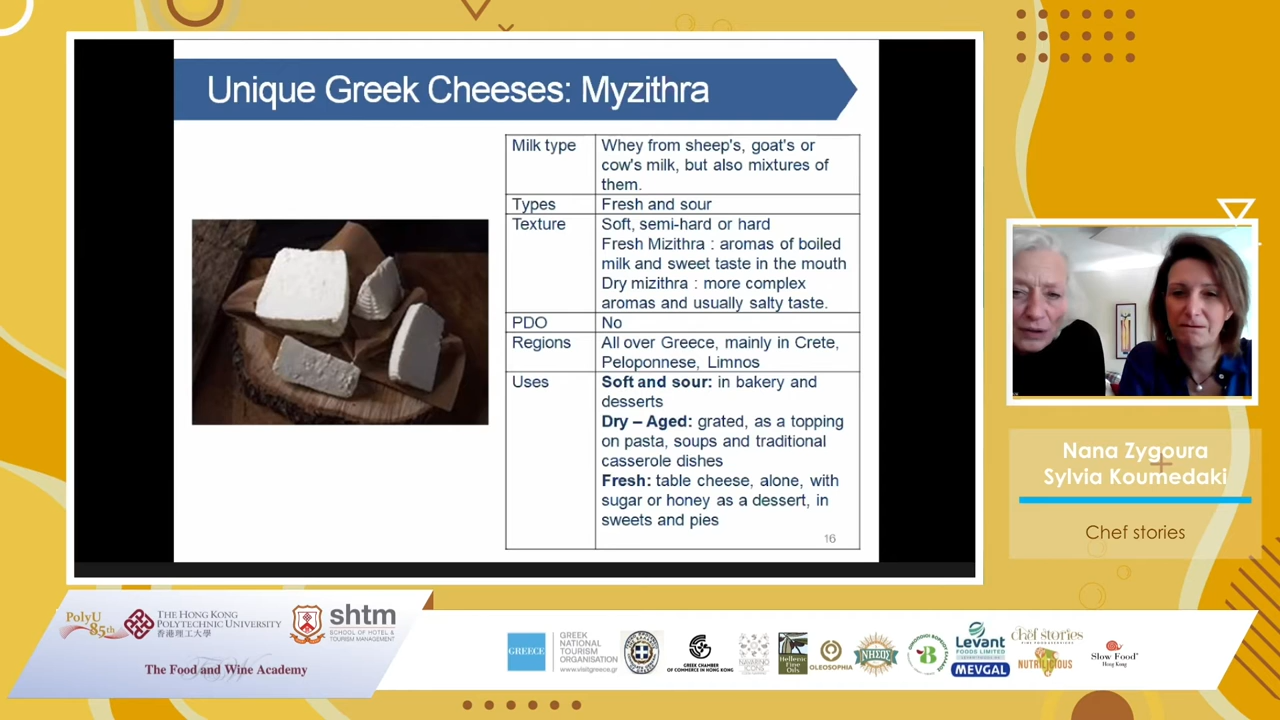 Unique Greek Cheeses: Myzithra
Milk type
Whey from sheep's, goat's or
cow's milk, but also mixtures of
them.
Types
Fresh and sour
Texture
Soft, semi-hard or hard
Fresh Mizithra : aromas of boiled
milk and sweet taste in the mouth
Dry mizithra : more complex
aromas and usually salty taste.
PDO
No
Regions
All over Greece, mainly in Crete,
Peloponnese, Limnos
Uses
Soft and sour: in bakery and
desserts
Dry – Aged: grated, as a topping
on pasta, soups and traditional
casserole dishes
Fresh: table cheese, alone, with
sugar or honey as a dessert, in
sweets and pies
16
Nana Zygoura
Sylvia Koumedaki
Chef stories
PolyU
85th
THE HONG KONG
POLYTECHNIC UNIVERSITY
香港理工大學
shtm
SCHOOL OF HOTEL &
TOURISM MANAGEMENT
The Food and Wine Academy
GREECE
GREEK
NATIONAL
TOURISM
ORGANISATION
www.visitgreece.gr
GREEK CHAMBER
OF COMMERCE IN HONG KONG
NAVARINO
ICONS
Hellenic
Fine
Oils
OLEOSOPHIA
ΝΗΣΟΣ
Levant
FOODS LIMITED
MEVGAL
chef stories
NUTRILICIOUS
Slow Food
Hong Kong